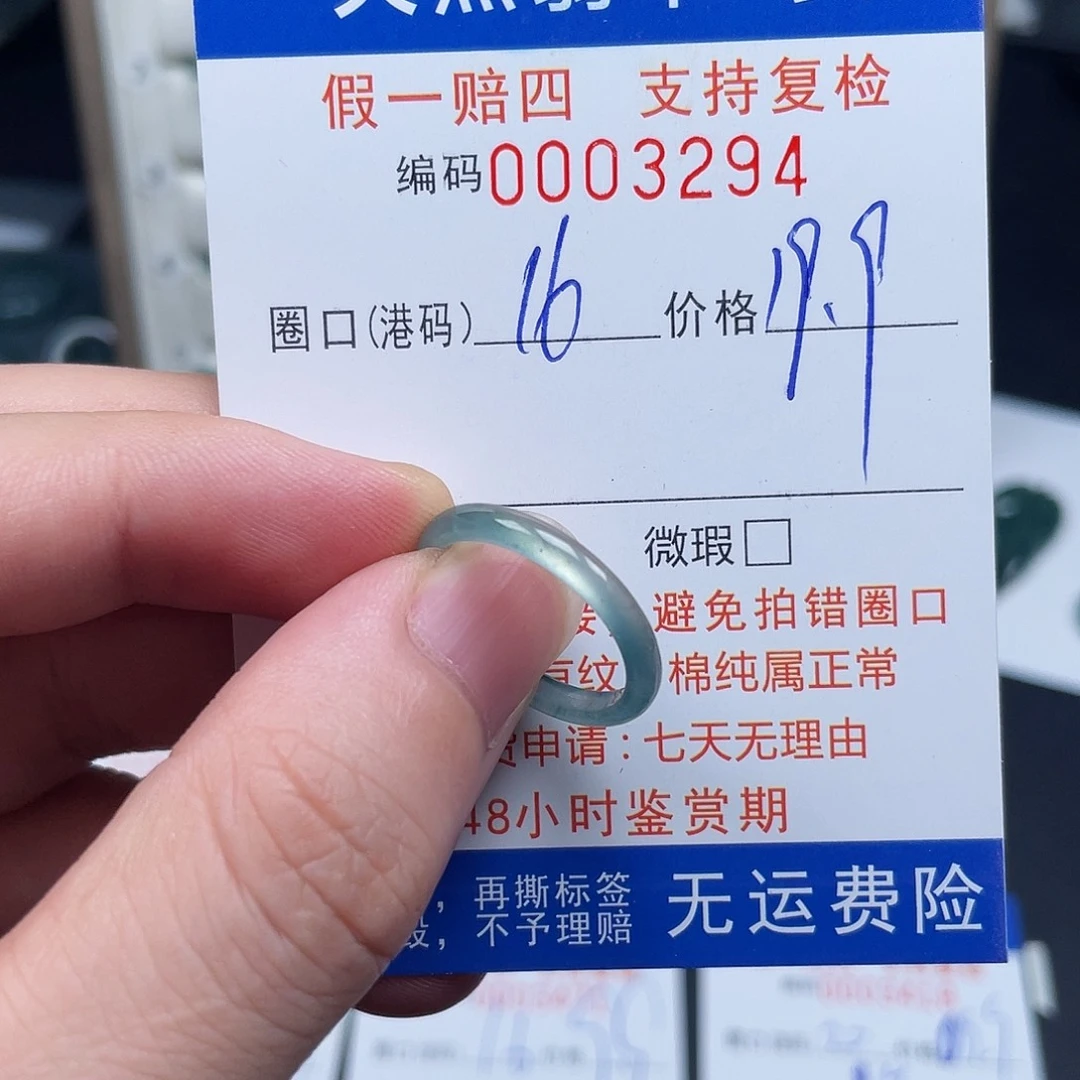 假一赔四 支持复检
编码0003294
圈口(港码) 16 价格 19.9
微瑕□
避免拍错圈口
纹 棉纯属正常
申请：七天无理由
48小时鉴赏期
，再撕标签
，不予理赔
无运费险